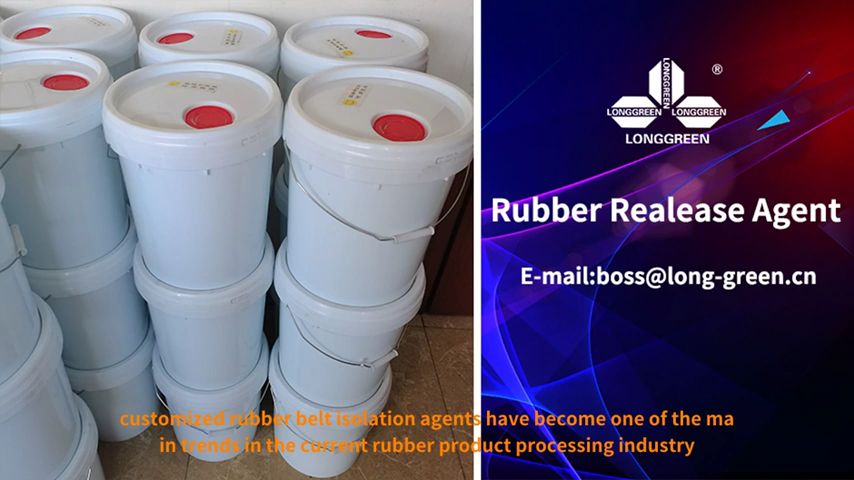 LONGGREEN
®
LONGGREEN LONGGREEN
LONGGREEN
Rubber Realease Agent
E-mail:boss@long-green.cn
customized rubber belt isolation agents have become one of the ma
in trends in the current rubber product processing industry